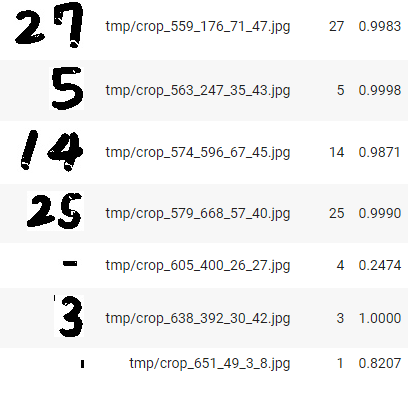 27 tmp/crop_559_176_71_47.jpg 27 0.9983
5 tmp/crop_563_247_35_43.jpg 5 0.9998
14 tmp/crop_574_596_67_45.jpg 14 0.9871
25 tmp/crop_579_668_57_40.jpg 25 0.9990
- tmp/crop_605_400_26_27.jpg 4 0.2474
3 tmp/crop_638_392_30_42.jpg 3 1.0000
tmp/crop_651_49_3_8.jpg 1 0.8207